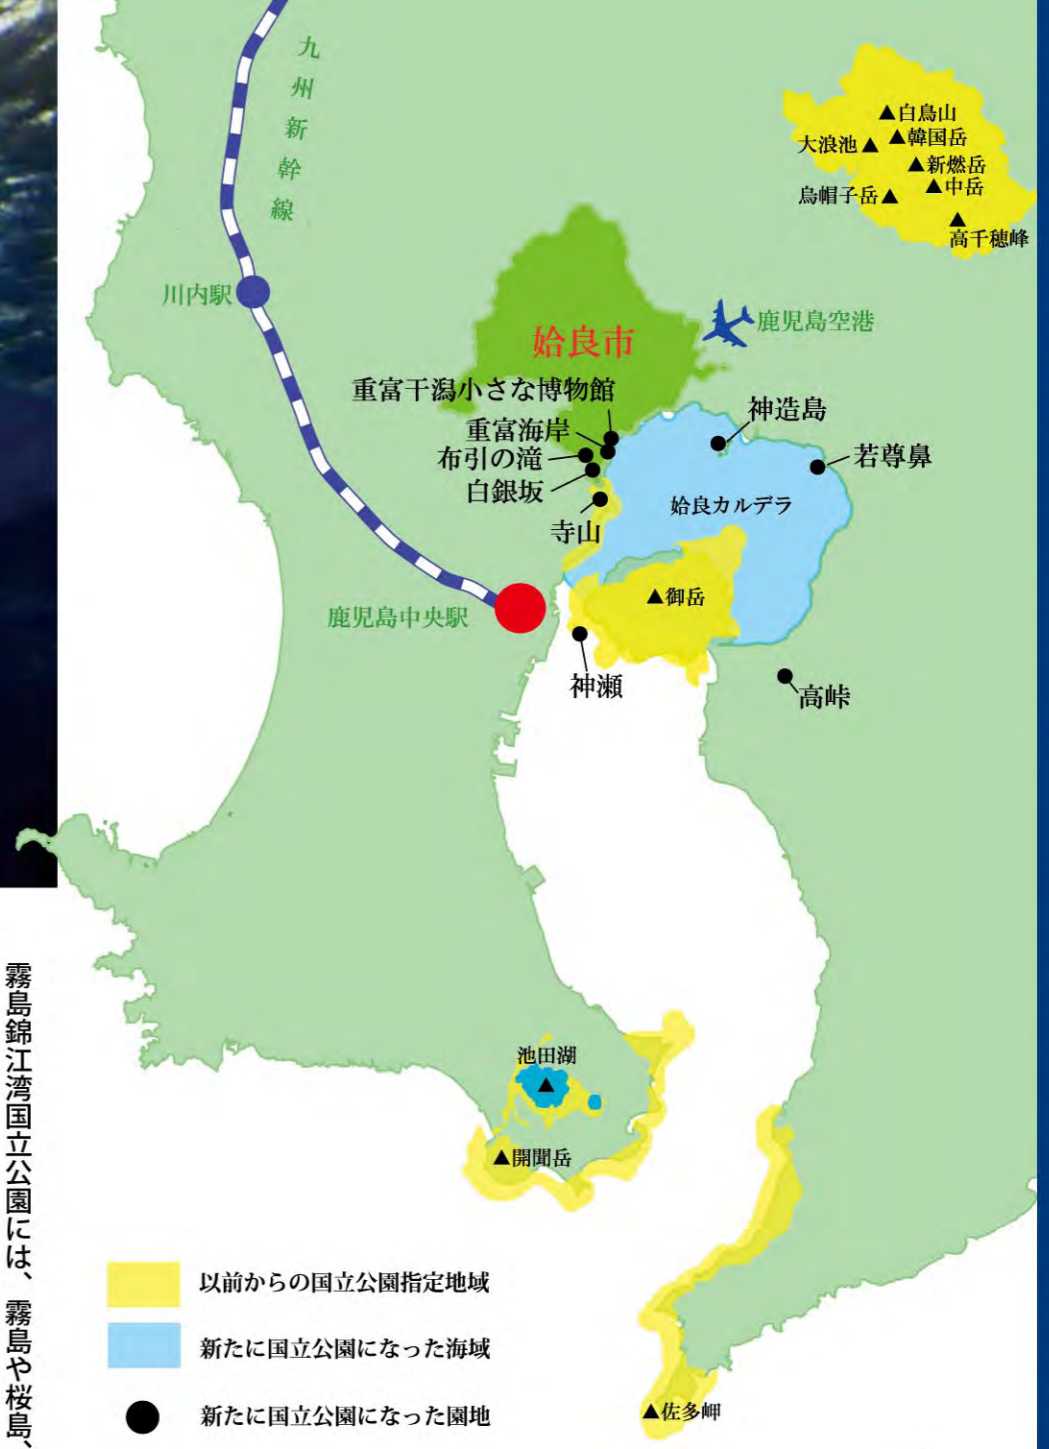 九州新幹線
白鳥山
韓国岳
大浪池
新燃岳
中岳
烏帽子岳
高千穂峰
川内駅
鹿児島空港
姶良市
重富干潟小さな博物館
神造島
重富海岸
布引の滝
若尊鼻
白銀坂
姶良カルデラ
寺山
御岳
鹿児島中央駅
神瀬
高峠
池田湖
開聞岳
佐多岬
以前からの国立公園指定地域
新たに国立公園になった海域
新たに国立公園になった園地
霧島錦江湾国立公園には、霧島や桜島、